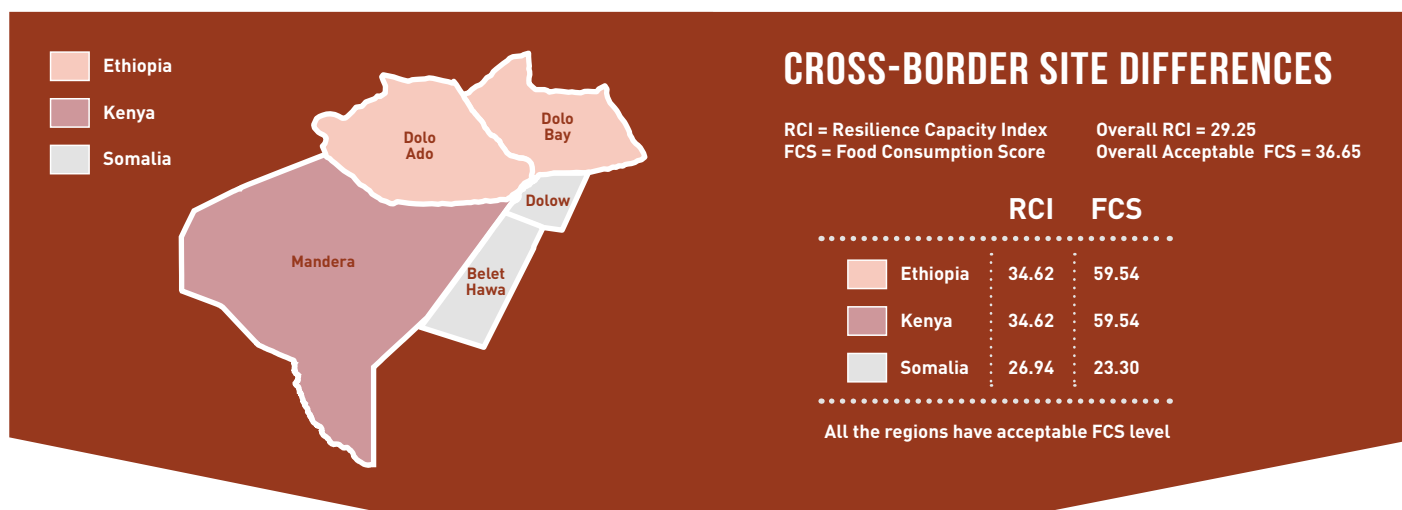 Ethiopia
Kenya
Somalia
Dolo
Ado
Dolo
Bay
Dolow
Mandera
Belet
Hawa
CROSS-BORDER SITE DIFFERENCES
RCI = Resilience Capacity Index
FCS = Food Consumption Score
Overall RCI = 29.25
Overall Acceptable FCS = 36.65
RCI FCS
Ethiopia 34.62 59.54
Kenya 34.62 59.54
Somalia 26.94 23.30
All the regions have acceptable FCS level